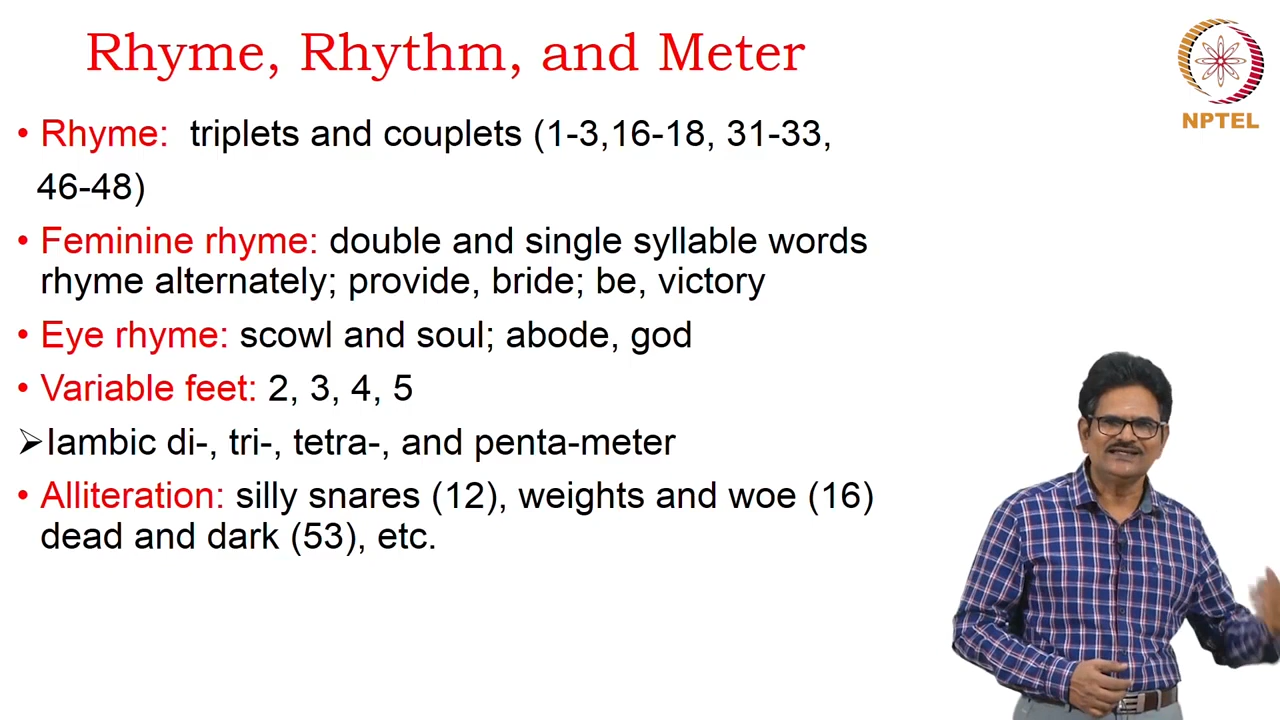 Rhyme, Rhythm, and Meter
NPTEL
• Rhyme: triplets and couplets (1-3,16-18, 31-33,
46-48)
• Feminine rhyme: double and single syllable words
rhyme alternately; provide, bride; be, victory
• Eye rhyme: scowl and soul; abode, god
• Variable feet: 2, 3, 4, 5
➢Iambic di-, tri-, tetra-, and penta-meter
• Alliteration: silly snares (12), weights and woe (16)
dead and dark (53), etc.